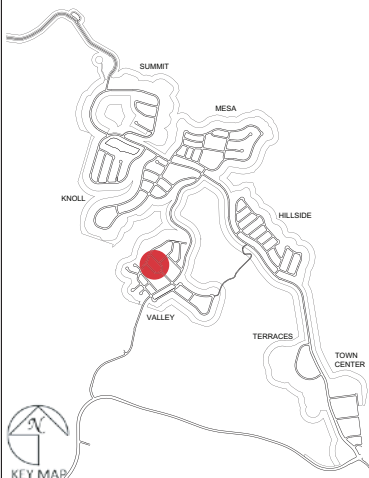 SUMMIT
MESA
KNOLL
HILLSIDE
VALLEY
TERRACES
TOWN
CENTER
N
KEY MAP